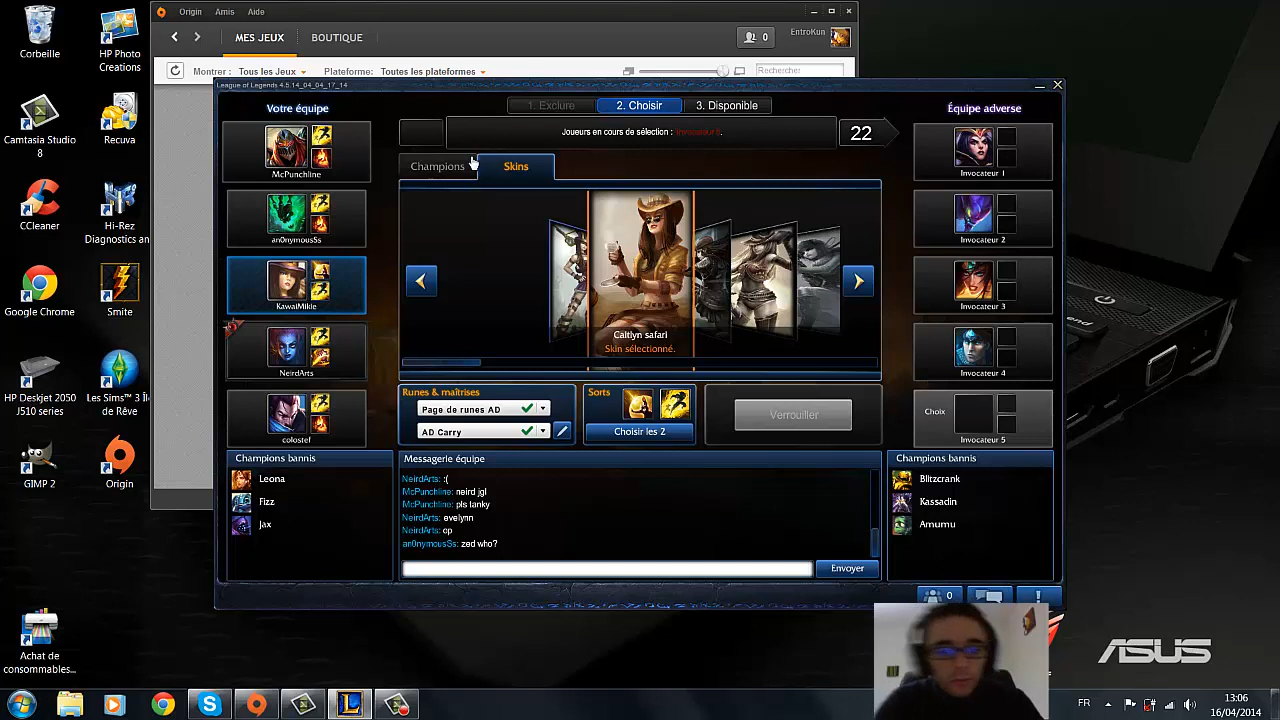 Origin Amis Aide
MES JEUX BOUTIQUE
0
EntroKun
Montrer : Tous les Jeux Plateforme: Toutes les plateformes
Rechercher
League of Legends 4.5.14_04_04_17_14
Votre équipe
1. Exclure 2. Choisir 3. Disponible
Équipe adverse
Joueurs en cours de sélection : Invocateur 5.
22
Champions Skins
McPunchline
an0nymousSs
KawaiMikie
NeirdArts
colostef
Invocateur 1
Invocateur 2
Invocateur 3
Invocateur 4
Choix
Invocateur 5
Caitlyn safari
Skin sélectionné.
Runes & maîtrises
Page de runes AD
AD Carry
Sorts
Choisir les 2
Verrouiller
Champions bannis
Leona
Fizz
Jax
Messagerie équipe
NeirdArts: :(
McPunchline: neird jgl
McPunchline: pls tanky
NeirdArts: evelynn
NeirdArts: op
an0nymousSs: zed who?
Envoyer
Champions bannis
Blitzcrank
Kassadin
Amumu
0
Corbeille
HP Photo
Creations
Camtasia Studio
8
Recuva
CCleaner
Hi-Rez
Diagnostics an
Google Chrome
Smite
HP Deskjet 2050
J510 series
Les Sims™ 3 Î
de Rêve
GIMP 2
Origin
Achat de
consommables...
ASUS
FR
13:06
16/04/2014